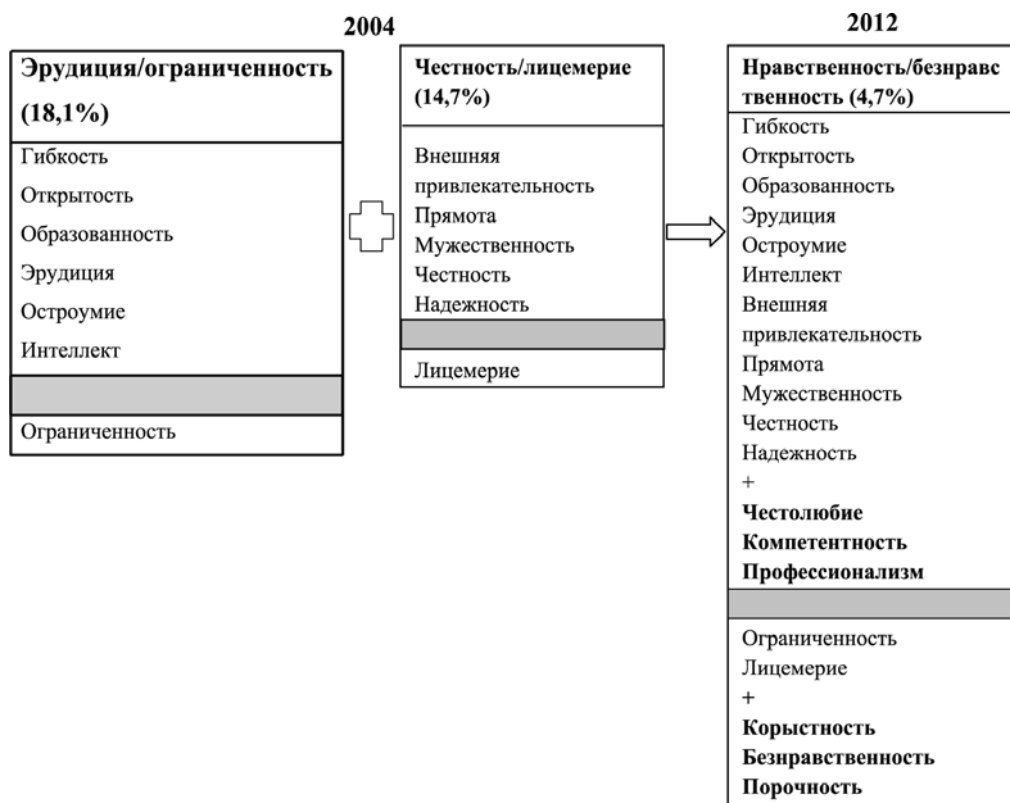 2004
Эрудиция/ограниченность
(18,1%)
Гибкость
Открытость
Образованность
Эрудиция
Остроумие
Интеллект
Ограниченность
Честность/лицемерие
(14,7%)
Внешняя
привлекательность
Прямота
Мужественность
Честность
Надежность
Лицемерие
2012
Нравственность/безнравс
твенность (4,7%)
Гибкость
Открытость
Образованность
Эрудиция
Остроумие
Интеллект
Внешняя
привлекательность
Прямота
Мужественность
Честность
Надежность
+
Честолюбие
Компетентность
Профессионализм
Ограниченность
Лицемерие
+
Корыстность
Безнравственность
Порочность